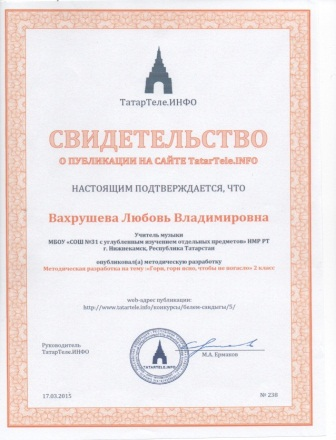 ТатарТеле.ИНФО
СВИДЕТЕЛЬСТВО
О ПУБЛИКАЦИИ НА САЙТЕ TatarTele.INFO
НАСТОЯЩИМ ПОДТВЕРЖДАЕТСЯ, ЧТО
Вахрушева Любовь Владимировна
Учитель музыки
МБОУ «СОШ №31 с углубленным изучением отдельных предметов» НМР РТ
г. Нижнекамск, Республика Татарстан
опубликовал(а) методическую разработку
Методическая разработка на тему «Гори, гори ясно, чтобы не погасло» 2 класс
web-адрес публикации:
http://www.tatartele.info/конкурсы/белем-сандыгы/5/
Руководитель
ТатарТеле.ИНФО
ТАТАРТЕЛЕ.ИНФО
М.А. Ермаков
17.03.2015
№ 238